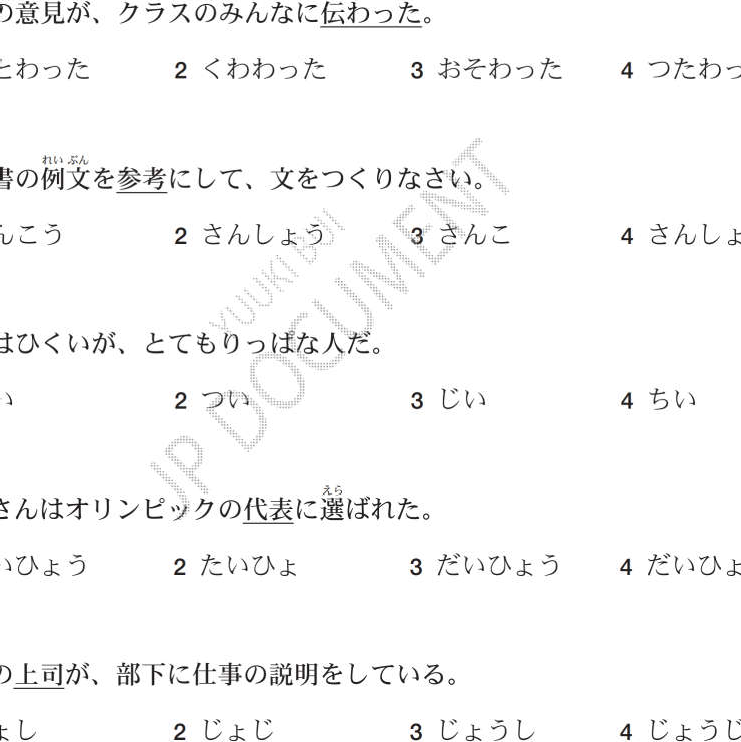 の意見が、クラスのみんなに伝わった。
とわった 2 くわわった 3 おそわった 4 つたわっ
れい ぶん
書の例文を参考にして、文をつくりなさい。
んこう 2 さんしょう 3 さんこ 4 さんしょ
はひくいが、とてもりっぱな人だ。
い 2 つい 3 じい 4 ちい
えら
さんはオリンピックの代表に選ばれた。
いひょう 2 たいひょ 3 だいひょう 4 だいひょ
の上司が、部下に仕事の説明をしている。
ょし 2 じょじ 3 じょうし 4 じょうじ
YUUKI BUI
JP DOCUMENT